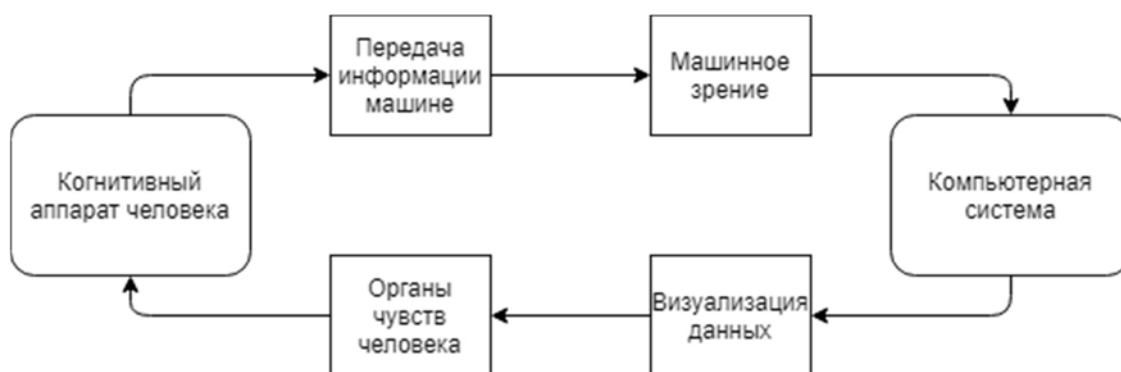 Передача
информации
машине
Машинное
зрение
Когнитивный
аппарат человека
Компьютерная
система
Органы
чувств
человека
Визуализация
данных